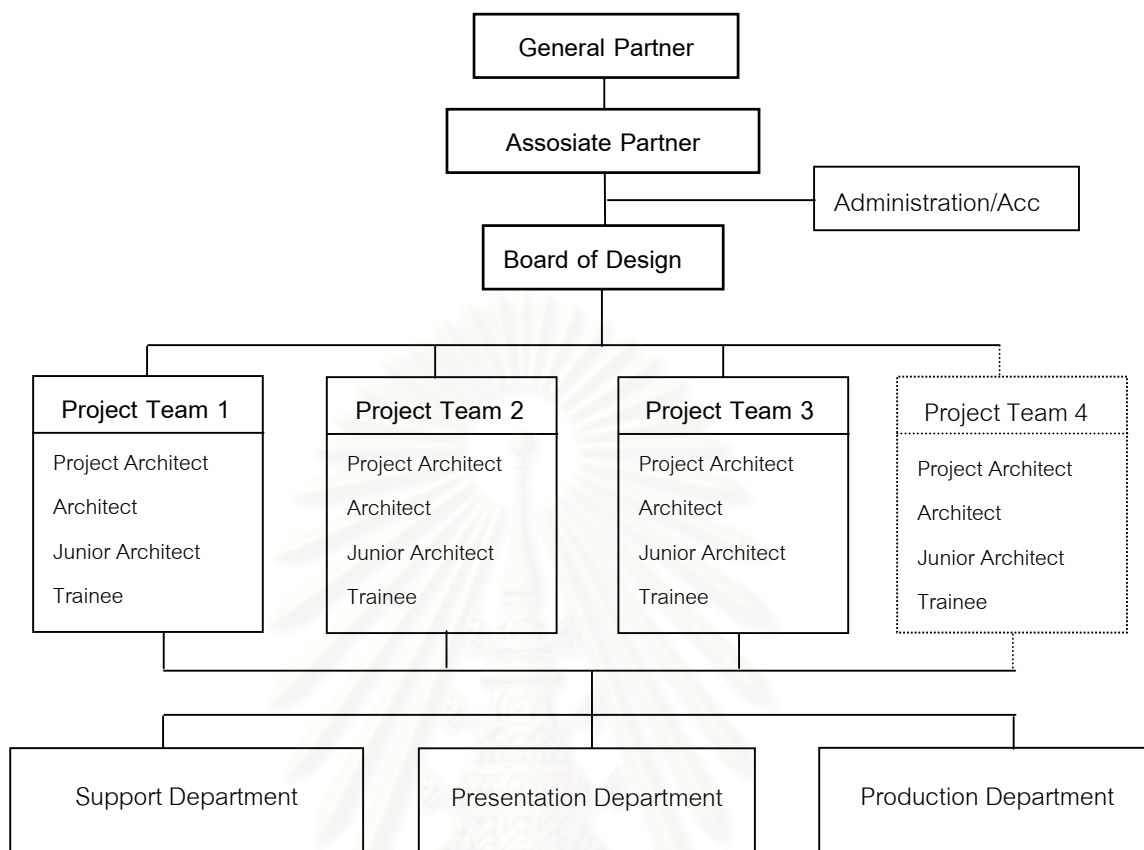 General Partner
Assosiate Partner
Administration/Acc
Board of Design
Project Team 1
Project Architect
Architect
Junior Architect
Trainee
Project Team 2
Project Architect
Architect
Junior Architect
Trainee
Project Team 3
Project Architect
Architect
Junior Architect
Trainee
Project Team 4
Project Architect
Architect
Junior Architect
Trainee
Support Department
Presentation Department
Production Department